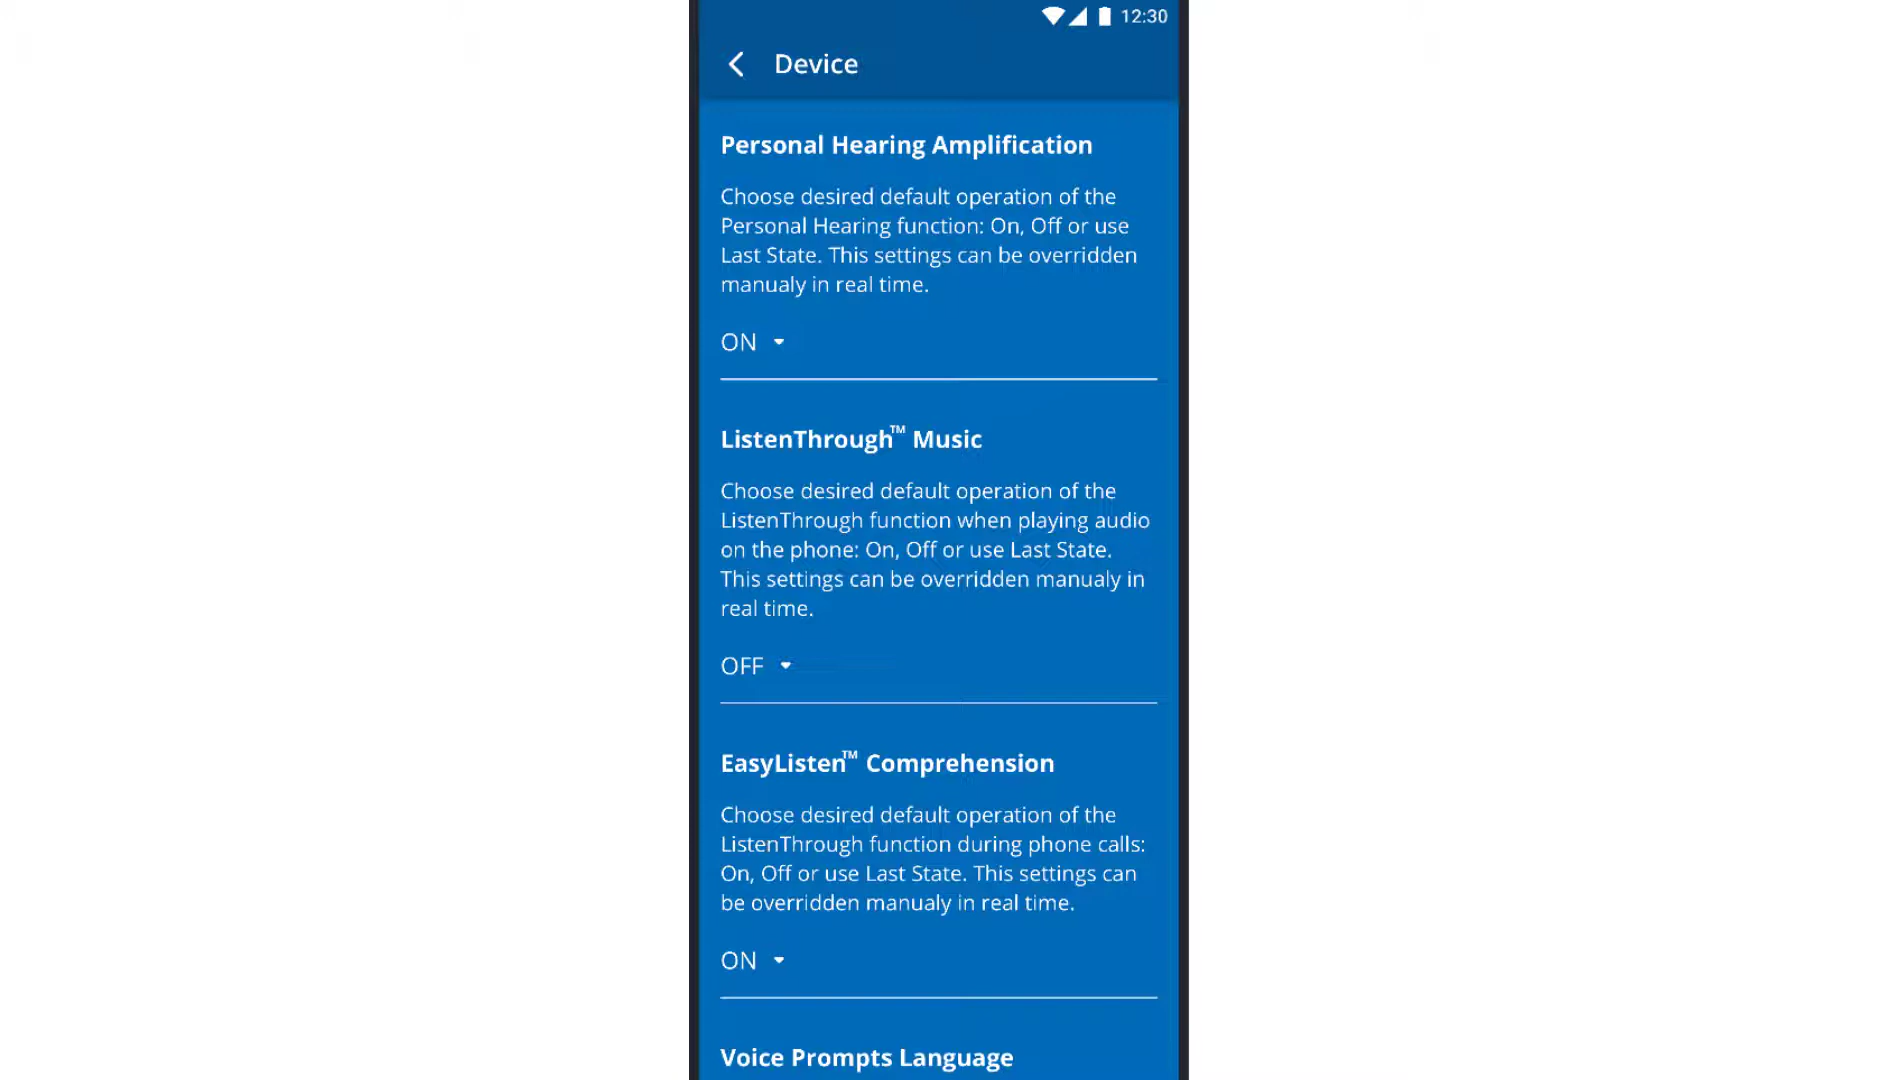 12:30
Device
Personal Hearing Amplification
Choose desired default operation of the
Personal Hearing function: On, Off or use
Last State. This settings can be overridden
manualy in real time.
ON
ListenThrough™ Music
Choose desired default operation of the
ListenThrough function when playing audio
on the phone: On, Off or use Last State.
This settings can be overridden manualy in
real time.
OFF
EasyListen™ Comprehension
Choose desired default operation of the
ListenThrough function during phone calls:
On, Off or use Last State. This settings can
be overridden manualy in real time.
ON
Voice Prompts Language